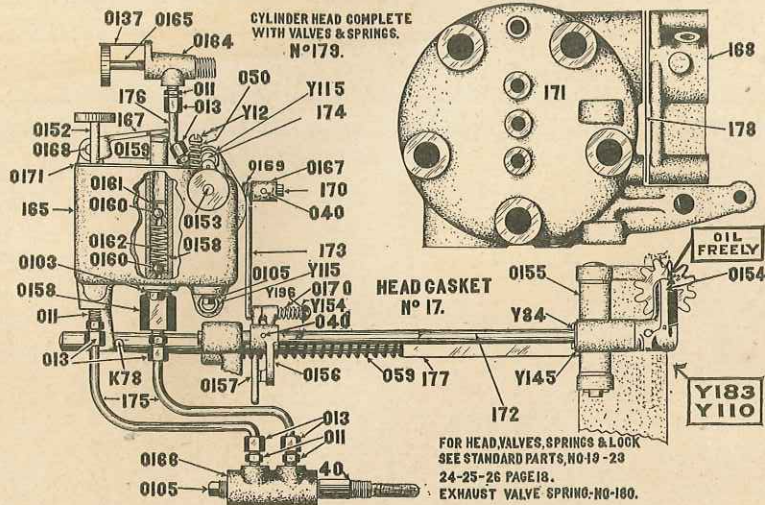 0137
0165
CYLINDER HEAD COMPLETE
WITH VALVES & SPRINGS.
Nº 179.
0164
011
176
013
050
Y12
Y115
174
0152
167
0168
0159
0171
165
0161
0160
0162
0160
0158
0153
0169
0167
170
040
173
0103
0158
0105
Y115
Y196
0170
Y154
040
011
013
K78
175
0157
0156
059
177
172
HEAD GASKET
Nº 17.
171
168
178
OIL
FREELY
0154
0155
Y84
Y145
Y183
Y110
013
011
0166
0105
40
FOR HEAD, VALVES, SPRINGS & LOCK
SEE STANDARD PARTS, NO-19-23
24-25-26 PAGE 18.
EXHAUST VALVE SPRING-NO-180.